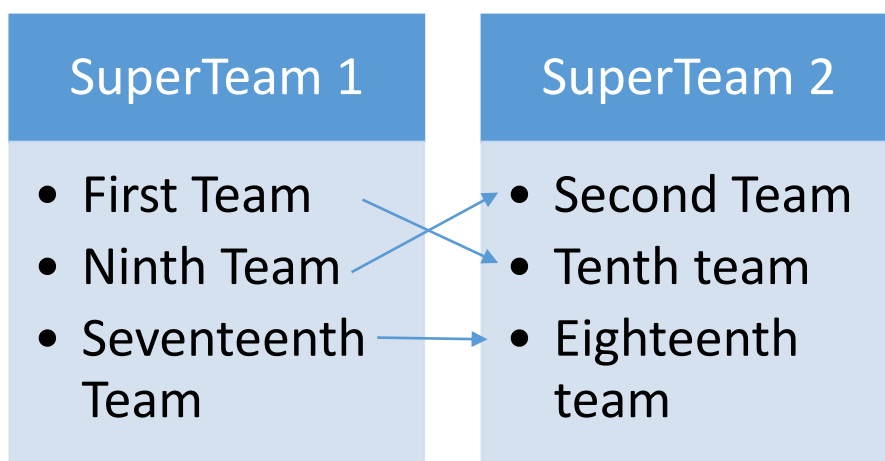 SuperTeam 1
• First Team
• Ninth Team
• Seventeenth
Team
SuperTeam 2
• Second Team
• Tenth team
• Eighteenth
team